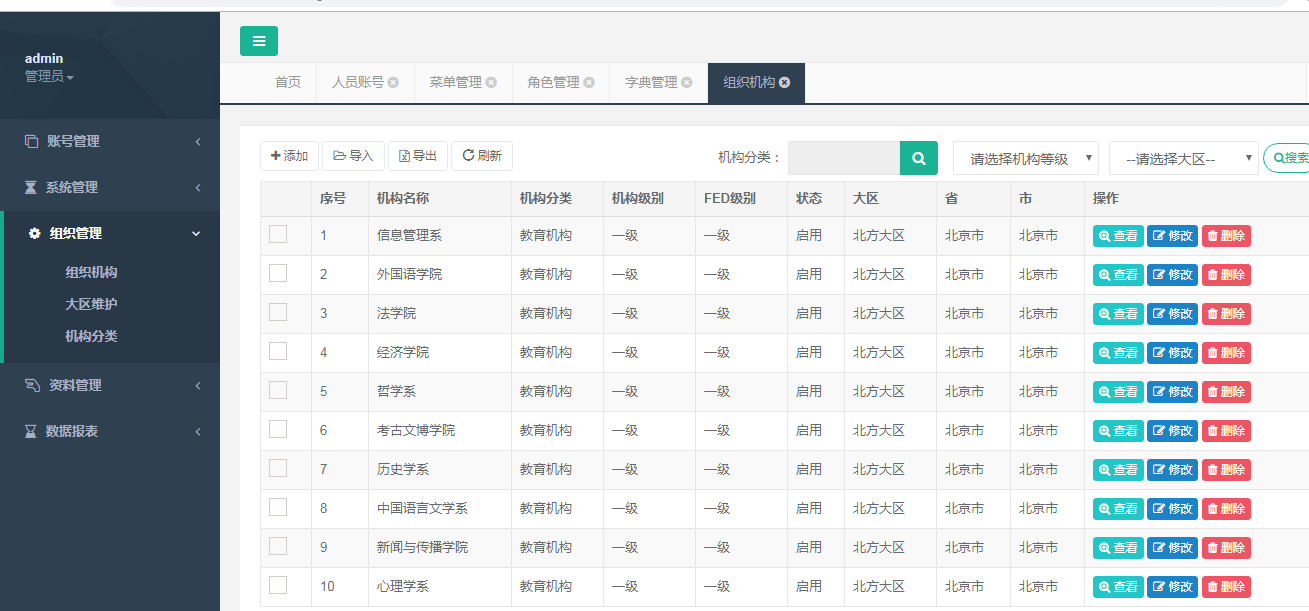 admin
管理员
账号管理
系统管理
组织管理
组织机构
大区维护
机构分类
资料管理
数据报表
首页 人员账号 菜单管理 角色管理 字典管理 组织机构
添加 导入 导出 刷新 机构分类： 请选择机构等级 --请选择大区-- 搜索
序号 机构名称 机构分类 机构级别 FED级别 状态 大区 省 市 操作
1 信息管理系 教育机构 一级 一级 启用 北方大区 北京市 北京市 查看 修改 删除
2 外国语学院 教育机构 一级 一级 启用 北方大区 北京市 北京市 查看 修改 删除
3 法学院 教育机构 一级 一级 启用 北方大区 北京市 北京市 查看 修改 删除
4 经济学院 教育机构 一级 一级 启用 北方大区 北京市 北京市 查看 修改 删除
5 哲学系 教育机构 一级 一级 启用 北方大区 北京市 北京市 查看 修改 删除
6 考古文博学院 教育机构 一级 一级 启用 北方大区 北京市 北京市 查看 修改 删除
7 历史学系 教育机构 一级 一级 启用 北方大区 北京市 北京市 查看 修改 删除
8 中国语言文学系 教育机构 一级 一级 启用 北方大区 北京市 北京市 查看 修改 删除
9 新闻与传播学院 教育机构 一级 一级 启用 北方大区 北京市 北京市 查看 修改 删除
10 心理学系 教育机构 一级 一级 启用 北方大区 北京市 北京市 查看 修改 删除